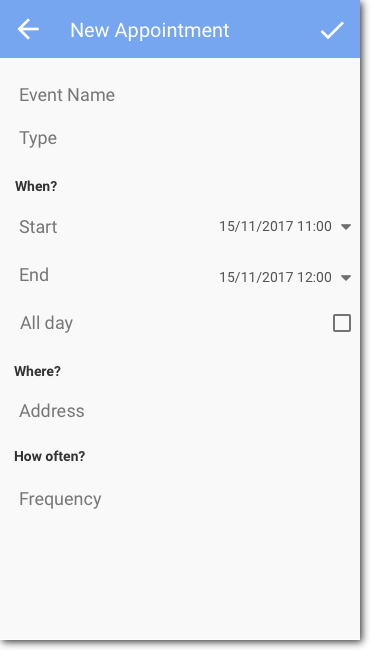 New Appointment
Event Name
Type
When?
Start 15/11/2017 11:00
End 15/11/2017 12:00
All day
Where?
Address
How often?
Frequency